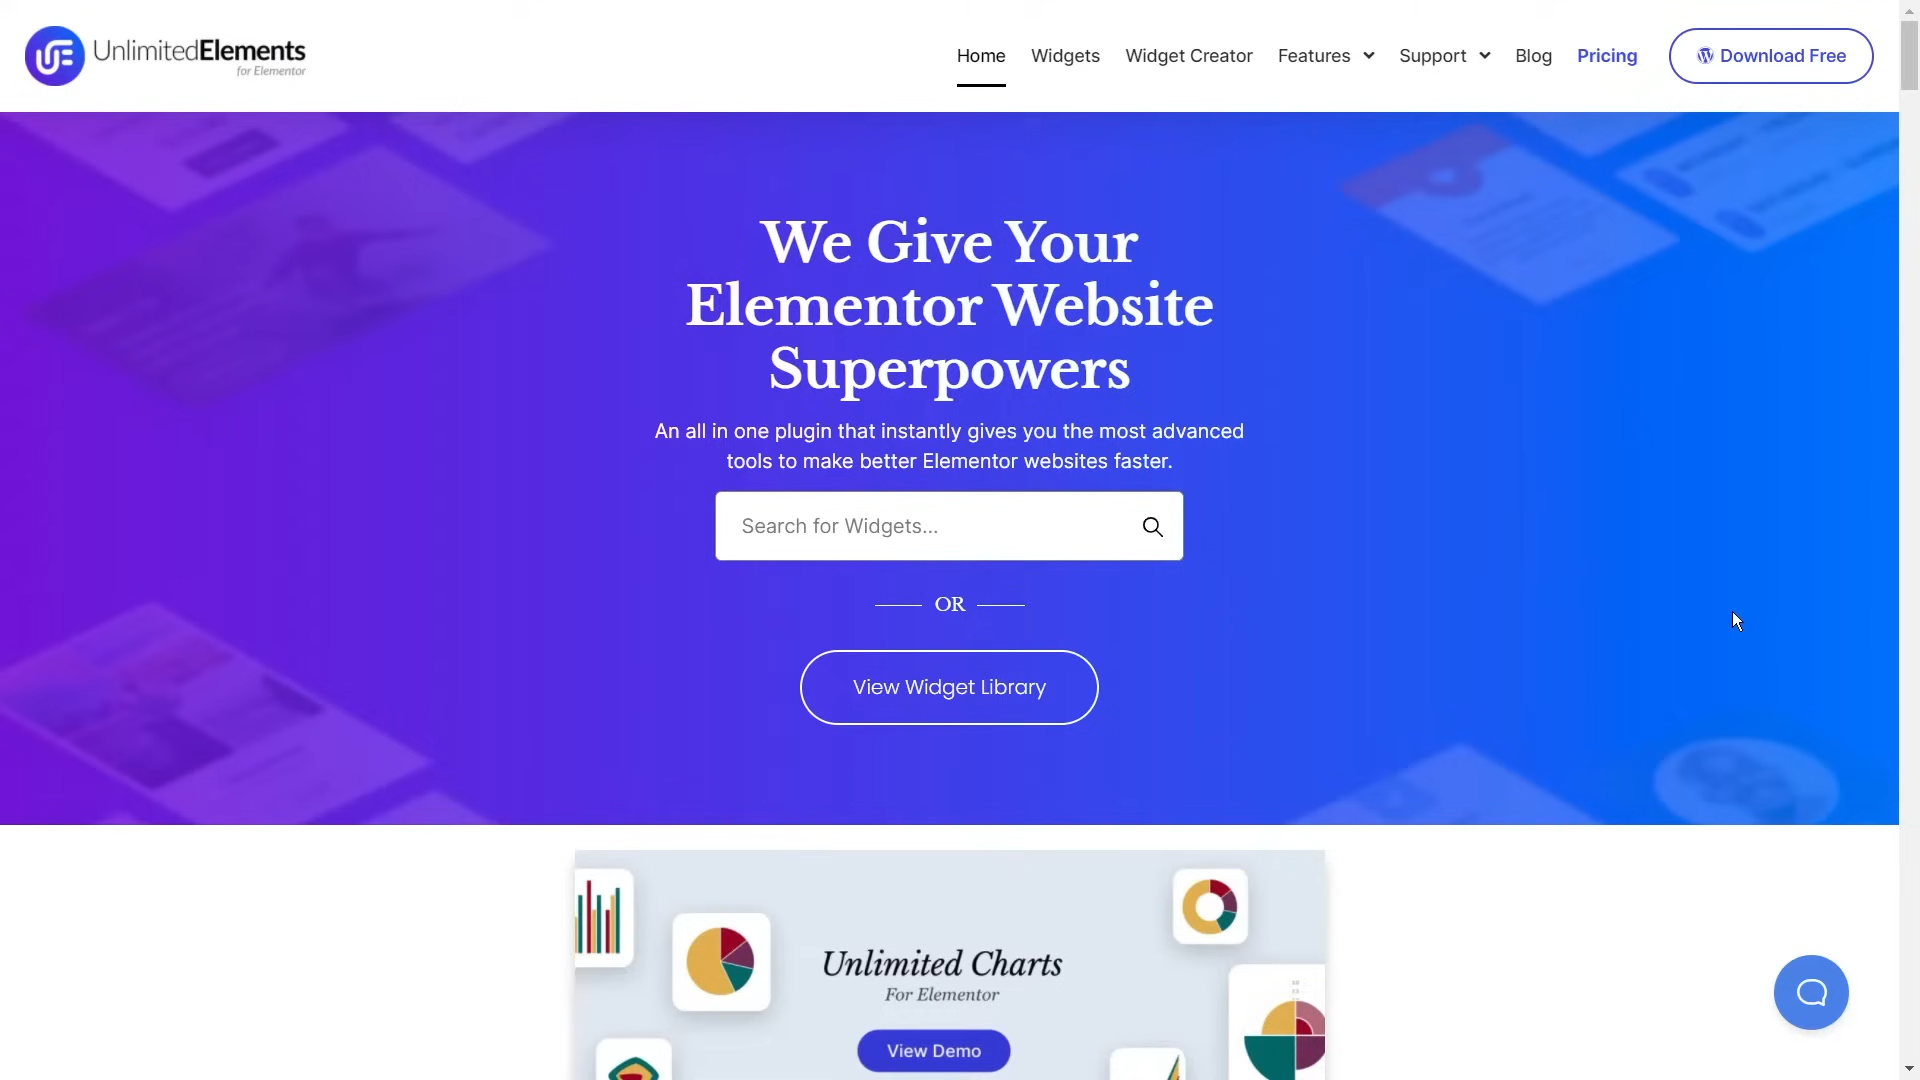 UnlimitedElements
for Elementor
Home Widgets Widget Creator Features Support Blog Pricing Download Free
We Give Your
Elementor Website
Superpowers
An all in one plugin that instantly gives you the most advanced
tools to make better Elementor websites faster.
Search for Widgets...
OR
View Widget Library
Unlimited Charts
For Elementor
View Demo